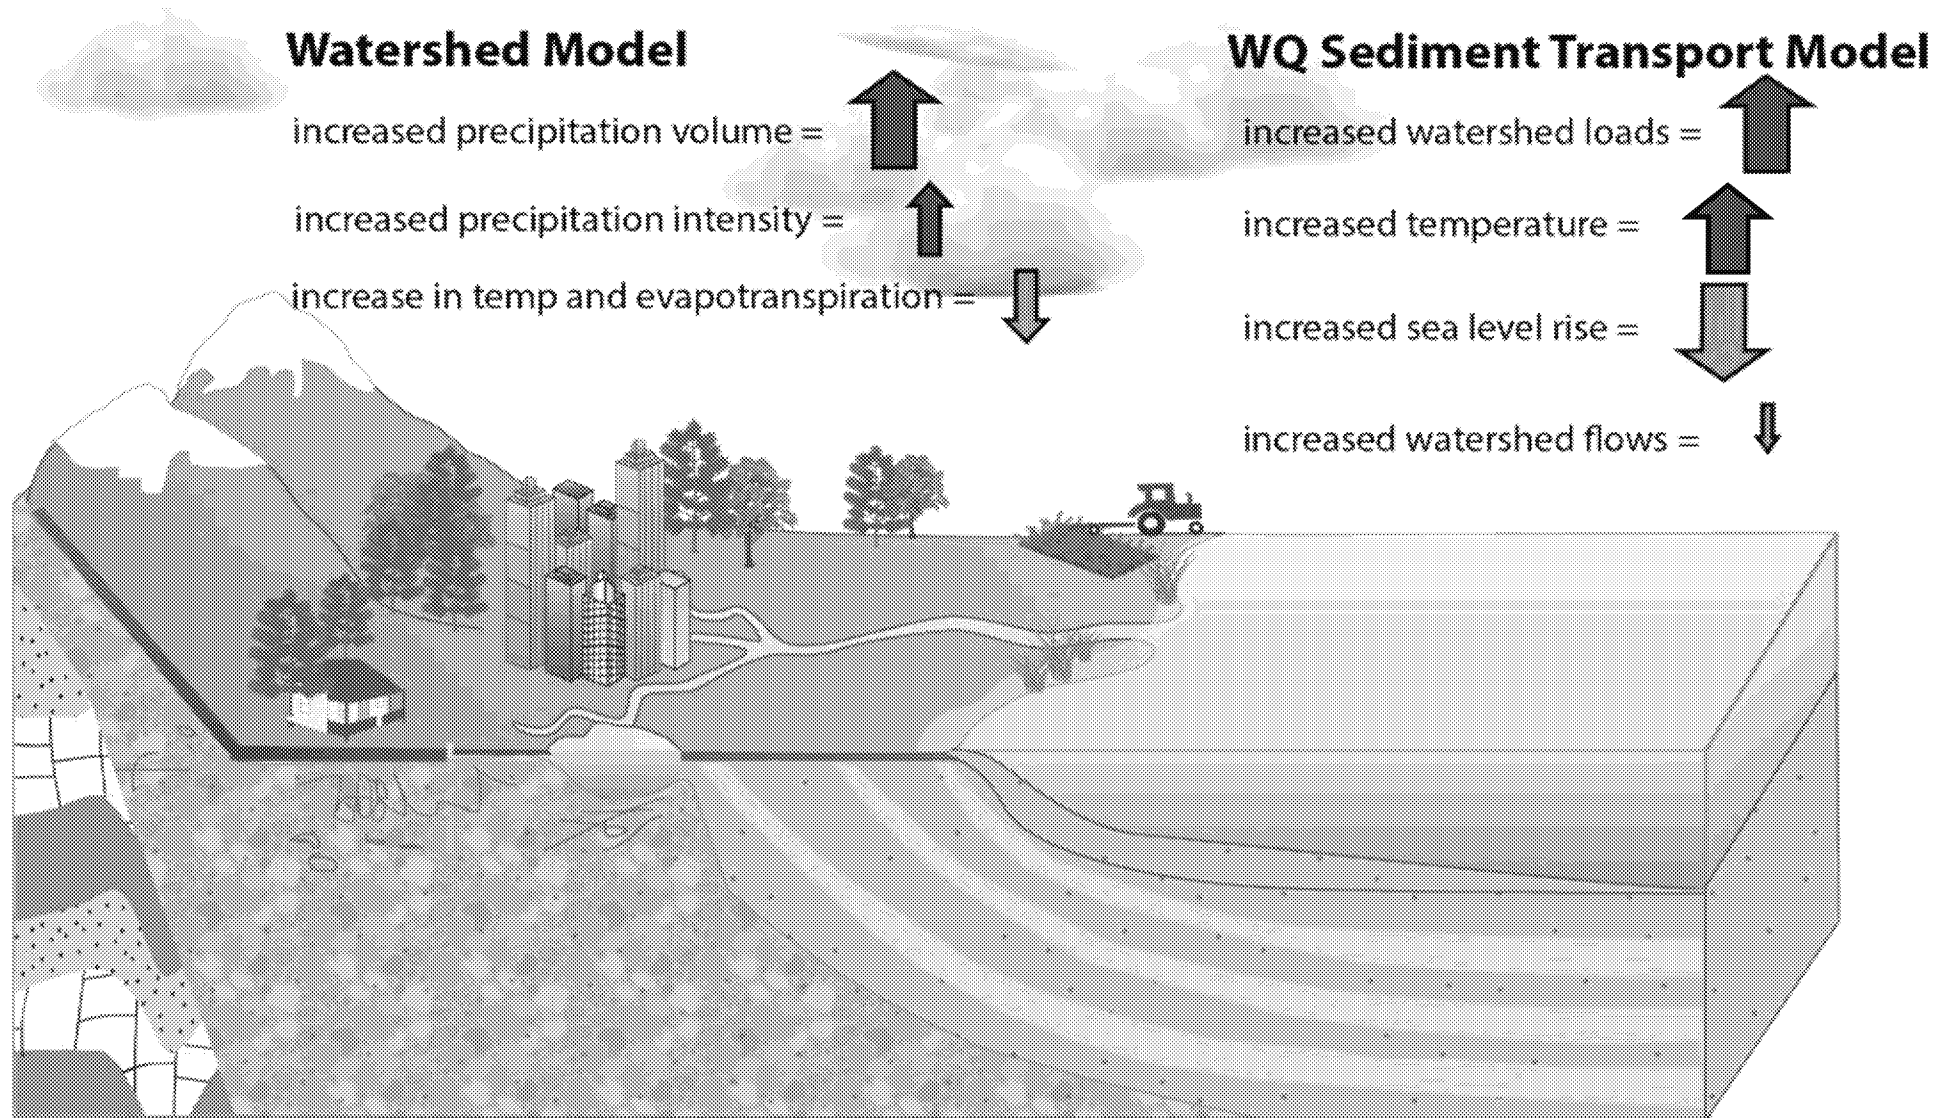 Watershed Model
increased precipitation volume =
increased precipitation intensity =
increase in temp and evapotranspiration =
WQ Sediment Transport Model
increased watershed loads =
increased temperature =
increased sea level rise =
increased watershed flows =